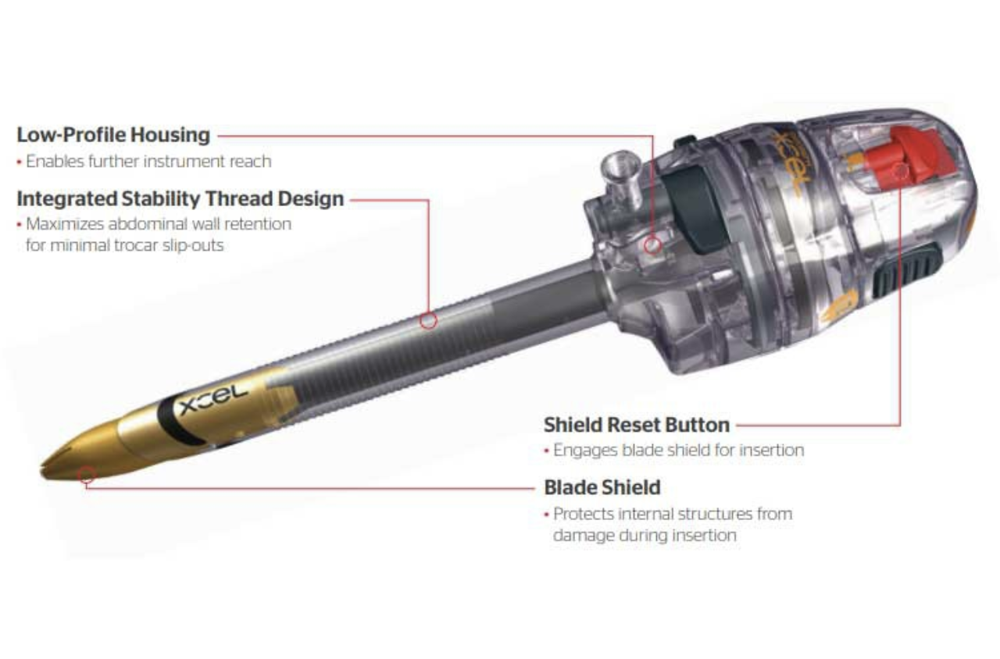 Low-Profile Housing
• Enables further instrument reach
Integrated Stability Thread Design
• Maximizes abdominal wall retention
for minimal trocar slip-outs
xcel
xcel
Shield Reset Button
• Engages blade shield for insertion
Blade Shield
• Protects internal structures from
damage during insertion